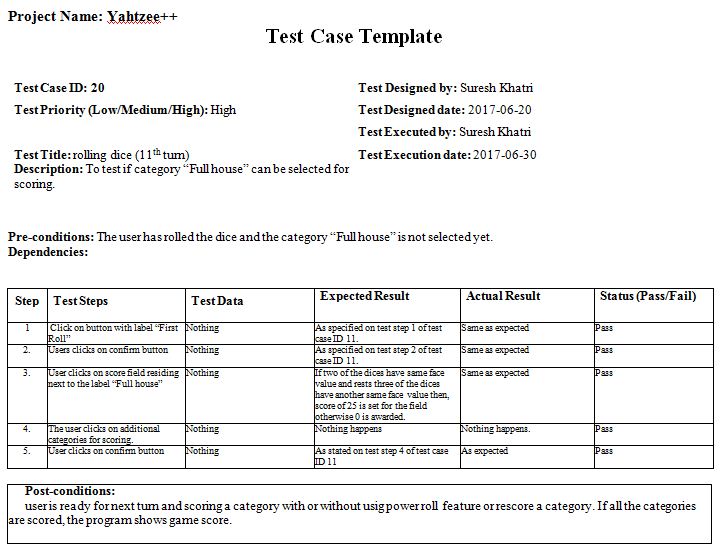 Project Name: Yahtzee++
Test Case Template
Test Case ID: 20
Test Designed by: Suresh Khatri
Test Priority (Low/Medium/High): High
Test Designed date: 2017-06-20
Test Executed by: Suresh Khatri
Test Title: rolling dice (11th turn)
Test Execution date: 2017-06-30
Description: To test if category “Full house” can be selected for
scoring.
Pre-conditions: The user has rolled the dice and the category “Full house” is not selected yet.
Dependencies:
Step Test Steps Test Data Expected Result Actual Result Status (Pass/Fail)
1 Click on button with label “First Nothing As specified on test step 1 of test Same as expected Pass
Roll” case ID 11.
2. Users clicks on confirm button Nothing As specified on test step 2 of test Same as expected Pass
case ID 11.
3. User clicks on score field residing Nothing If two of the dices have same face Same as expected Pass
next to the label “Full house” value and rests three of the dices
have another same face value then,
score of 25 is set for the field
otherwise 0 is awarded.
4. The user clicks on additional Nothing Nothing happens Nothing happens. Pass
categories for scoring.
5. User clicks on confirm button Nothing As stated on test step 4 of test case As expected Pass
ID 11
Post-conditions:
user is ready for next turn and scoring a category with or without usig power roll feature or rescore a category. If all the categories
are scored, the program shows game score.